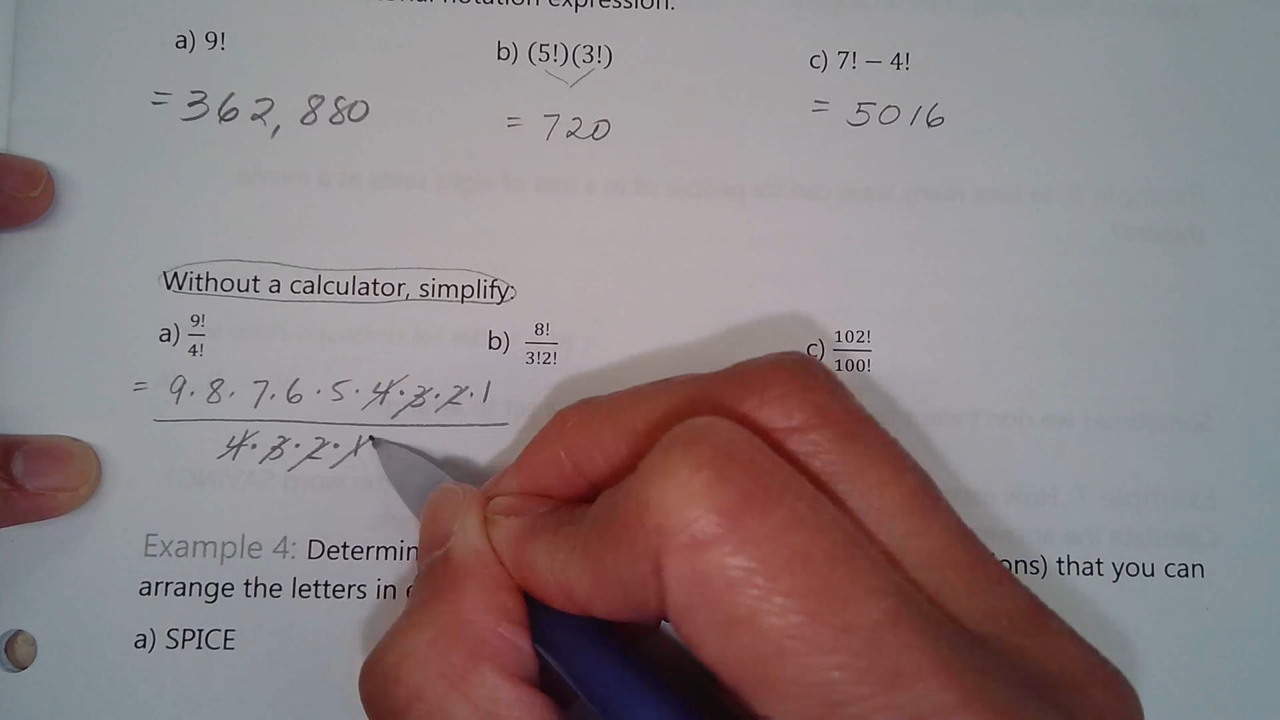 notation expression.
a) 9! b) (5!)(3!) c) 7! − 4!
= 362,880 = 720 = 5016
Without a calculator, simplify:
a) 9!/4! b) 8!/3!2! c) 102!/100!
= 9·8·7·6·5·4·3·2·1
4·3·2·1
Example 4: Determin ons) that you can
arrange the letters in
a) SPICE